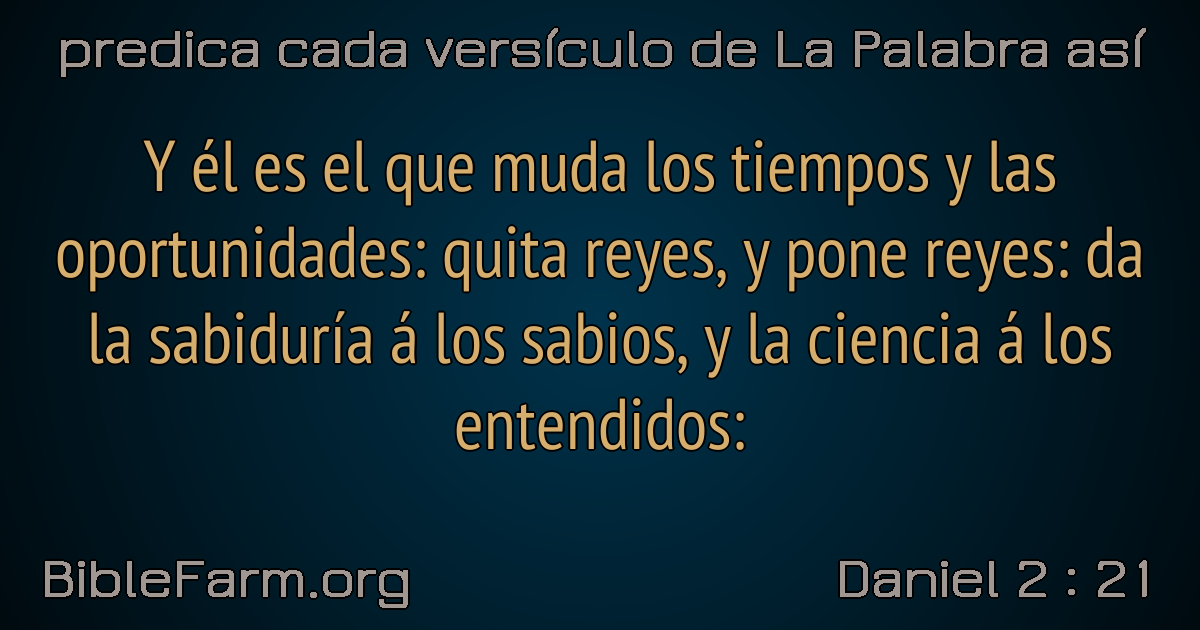 predica cada versículo de La Palabra así
Y él es el que muda los tiempos y las
oportunidades: quita reyes, y pone reyes: da
la sabiduría á los sabios, y la ciencia á los
entendidos:
BibleFarm.org
Daniel 2 : 21